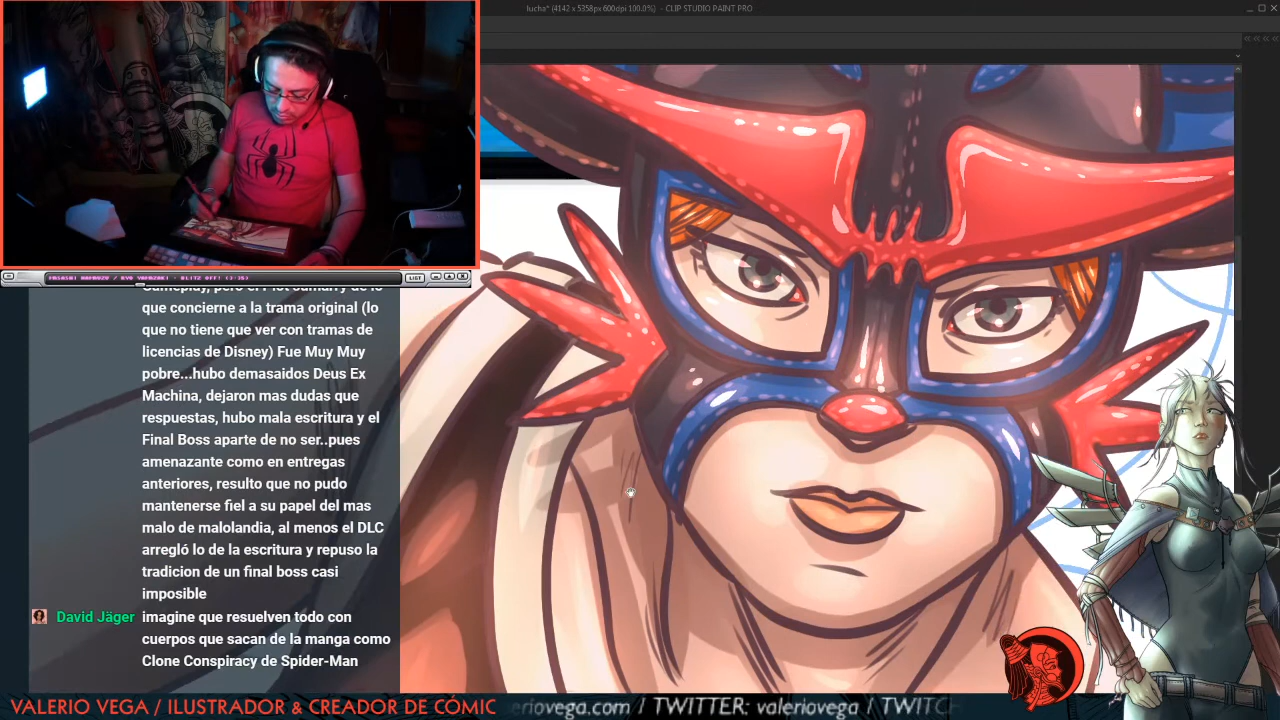 lucha* (4142 x 5358px 600dpi 100.0%) - CLIP STUDIO PAINT PRO
LIST
que concierne a la trama original (lo
que no tiene que ver con tramas de
licencias de Disney) Fue Muy Muy
pobre...hubo demasaidos Deus Ex
Machina, dejaron mas dudas que
respuestas, hubo mala escritura y el
Final Boss aparte de no ser..pues
amenazante como en entregas
anteriores, resulto que no pudo
mantenerse fiel a su papel del mas
malo de malolandia, al menos el DLC
arregló lo de la escritura y repuso la
tradicion de un final boss casi
imposible
David Jäger imagine que resuelven todo con
cuerpos que sacan de la manga como
Clone Conspiracy de Spider-Man
VALERIO VEGA / ILUSTRADOR & CREADOR DE CÓMIC eriovega.com / TWITTER: valeriovega / TWITC